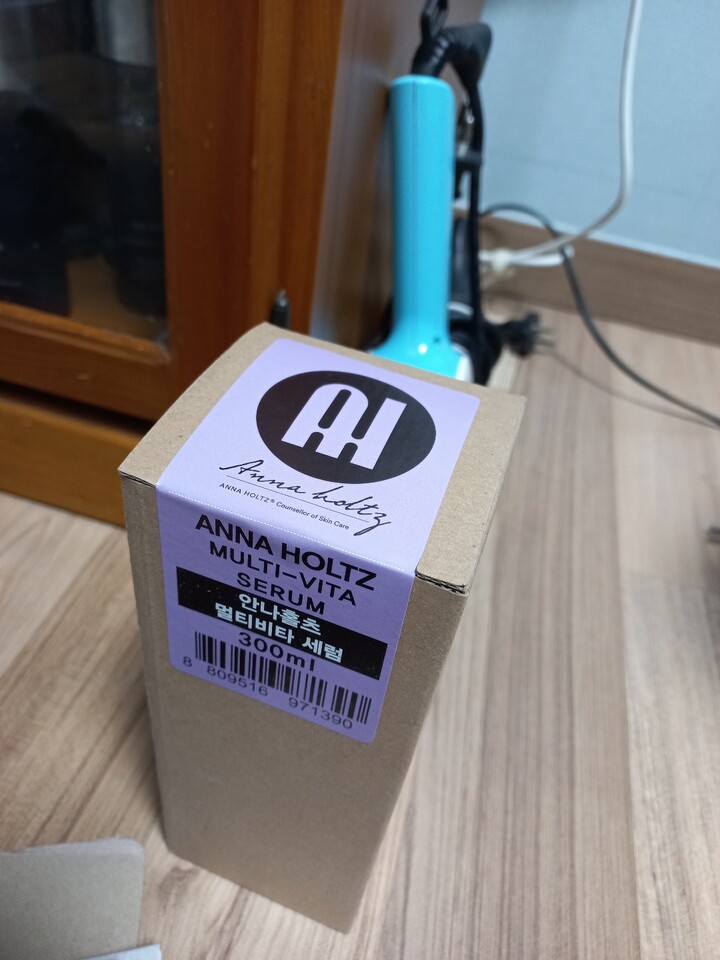 AH
Anna holtz
ANNA HOLTZ® Counsellor of Skin Care
ANNA HOLTZ
MULTI-VITA
SERUM
안나홀츠
멀티비타 세럼
300ml
8 809516 971390